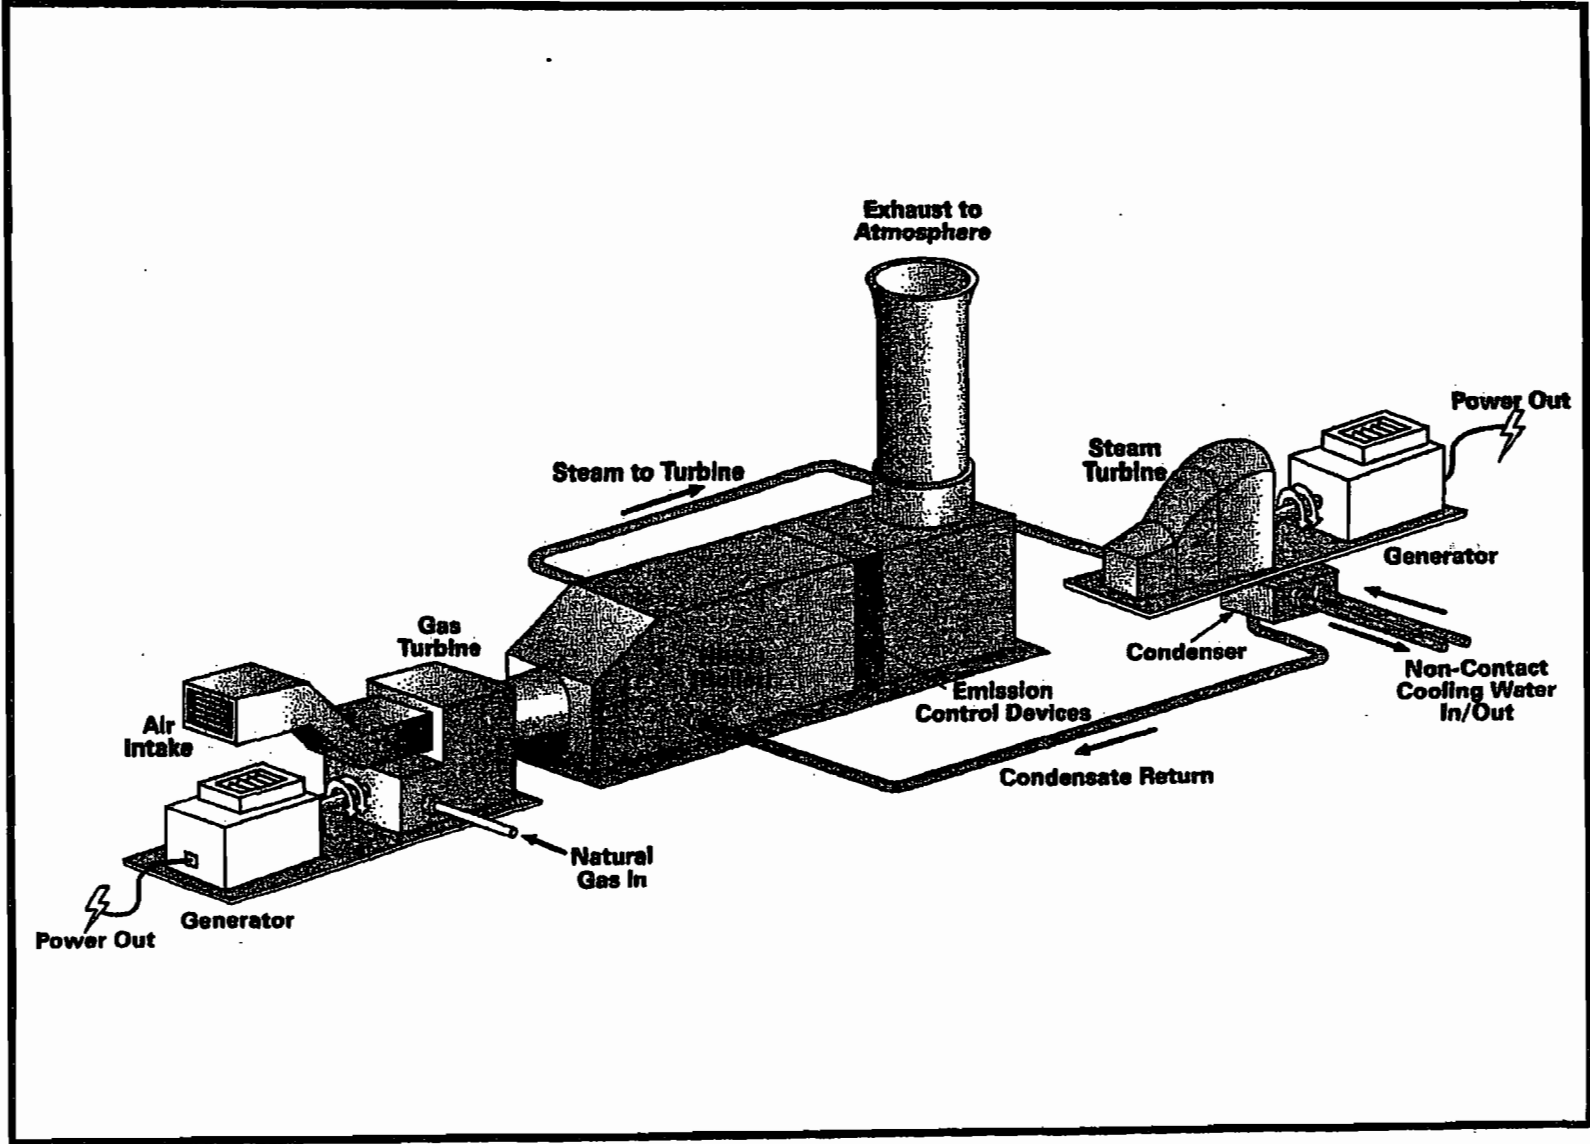 Exhaust to
Atmosphere
Power Out
Steam
Turbine
Steam to Turbine
Generator
Gas
Turbine
Condenser
Non-Contact
Cooling Water
In/Out
Emission
Control Devices
Air
Intake
Condensate Return
Natural
Gas In
Generator
Power Out